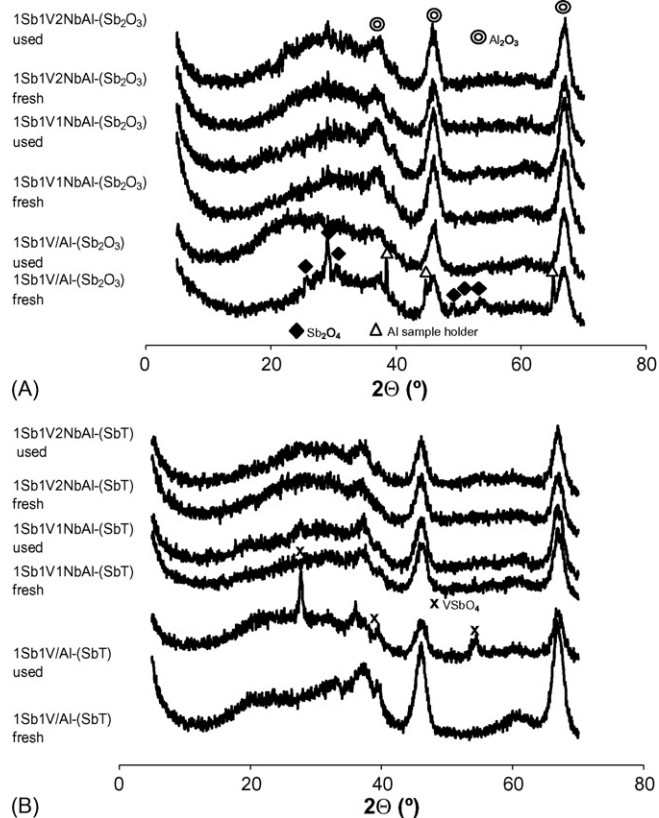 1Sb1V2NbAl-(Sb₂O₃)
used
Al₂O₃
1Sb1V2NbAl-(Sb₂O₃)
fresh
1Sb1V1NbAl-(Sb₂O₃)
used
1Sb1V1NbAl-(Sb₂O₃)
fresh
1Sb1V/Al-(Sb₂O₃)
used
1Sb1V/Al-(Sb₂O₃)
fresh
Sb₂O₄
Al sample holder
0 20 40 60 80
(A) 2Θ (º)
1Sb1V2NbAl-(SbT)
used
1Sb1V2NbAl-(SbT)
fresh
1Sb1V1NbAl-(SbT)
used
x
1Sb1V1NbAl-(SbT)
fresh
x VSbO₄
x x
1Sb1V/Al-(SbT)
used
1Sb1V/Al-(SbT)
fresh
0 20 40 60 80
(B) 2Θ (º)